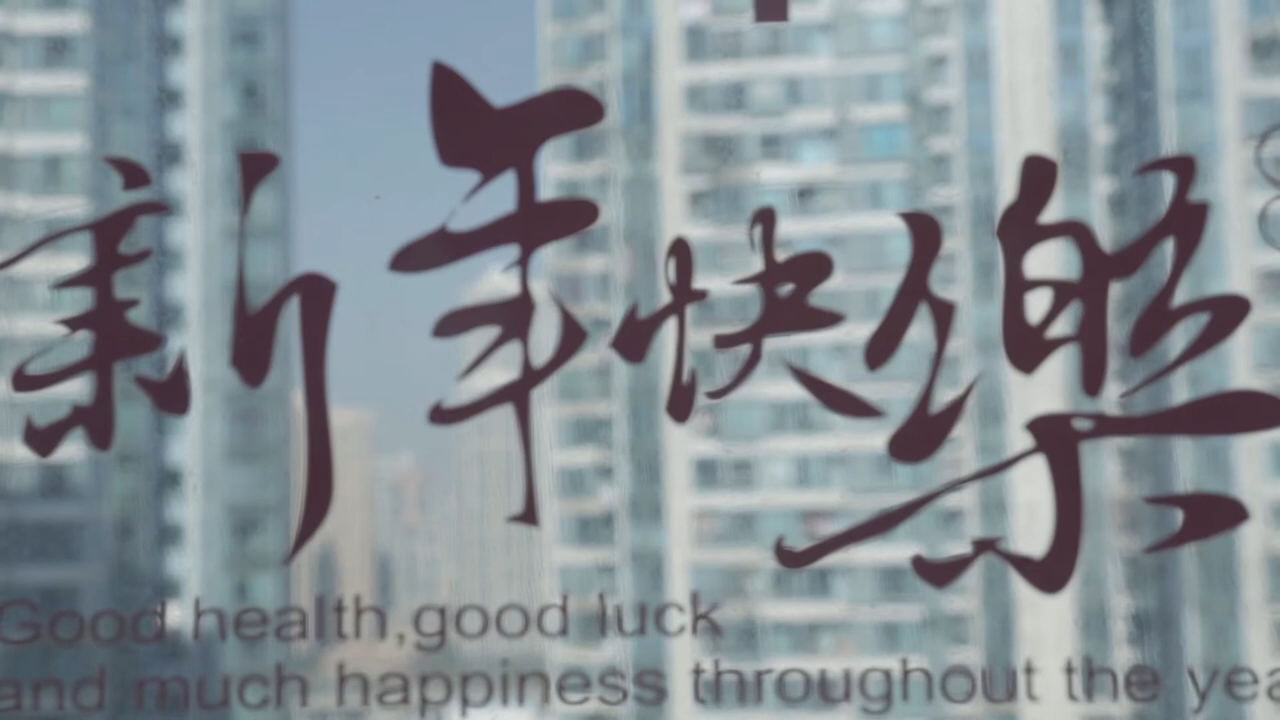 新年快樂
Good health,good luck
and much happiness throughout the